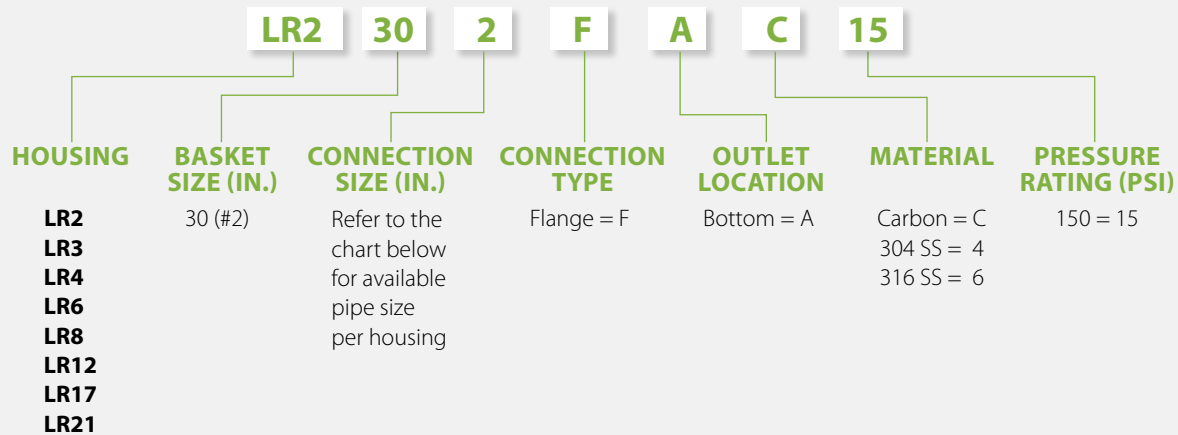 LR2 30 2 F A C 15
HOUSING
LR2
LR3
LR4
LR6
LR8
LR12
LR17
LR21
BASKET
SIZE (IN.)
30 (#2)
CONNECTION
SIZE (IN.)
Refer to the
chart below
for available
pipe size
per housing
CONNECTION
TYPE
Flange = F
OUTLET
LOCATION
Bottom = A
MATERIAL
Carbon = C
304 SS = 4
316 SS = 6
PRESSURE
RATING (PSI)
150 = 15